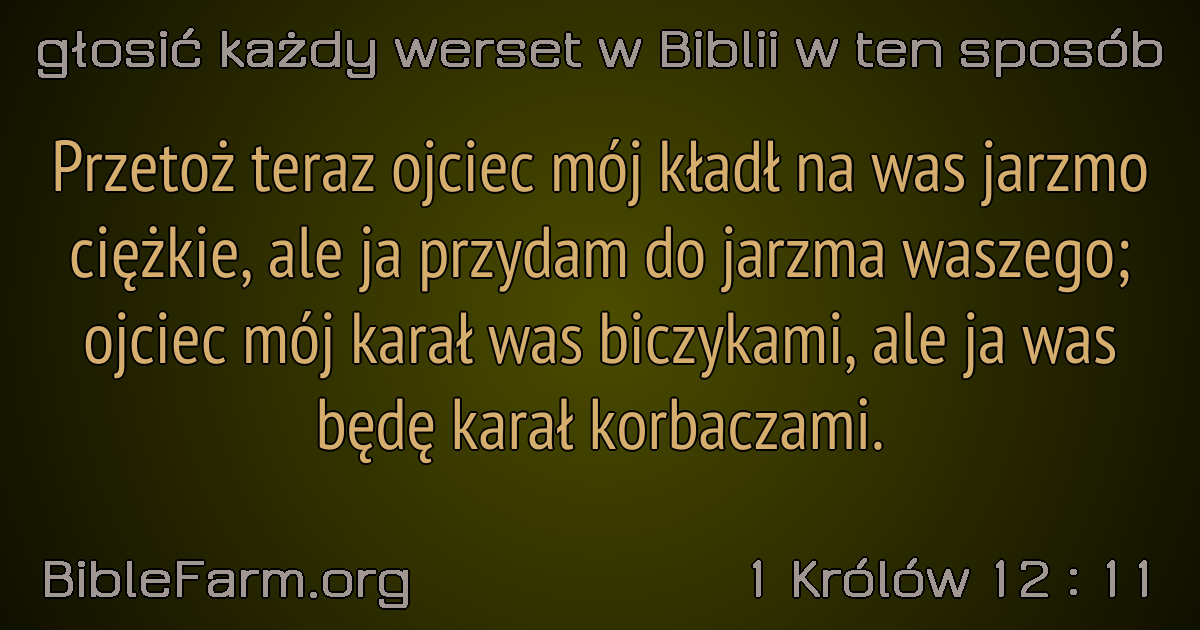 głosić każdy werset w Biblii w ten sposób
Przetoż teraz ojciec mój kładł na was jarzmo
ciężkie, ale ja przydam do jarzma waszego;
ojciec mój karał was biczykami, ale ja was
będę karał korbaczami.
BibleFarm.org
1 Królów 12 : 11